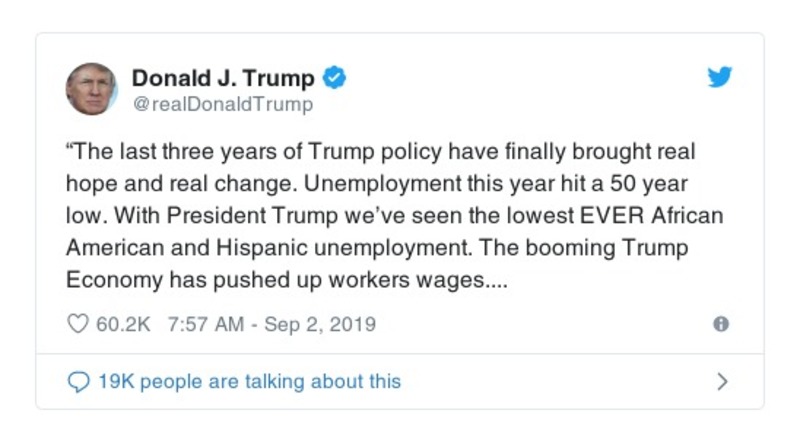 Donald J. Trump
@realDonaldTrump
“The last three years of Trump policy have finally brought real
hope and real change. Unemployment this year hit a 50 year
low. With President Trump we’ve seen the lowest EVER African
American and Hispanic unemployment. The booming Trump
Economy has pushed up workers wages....
60.2K 7:57 AM - Sep 2, 2019
19K people are talking about this